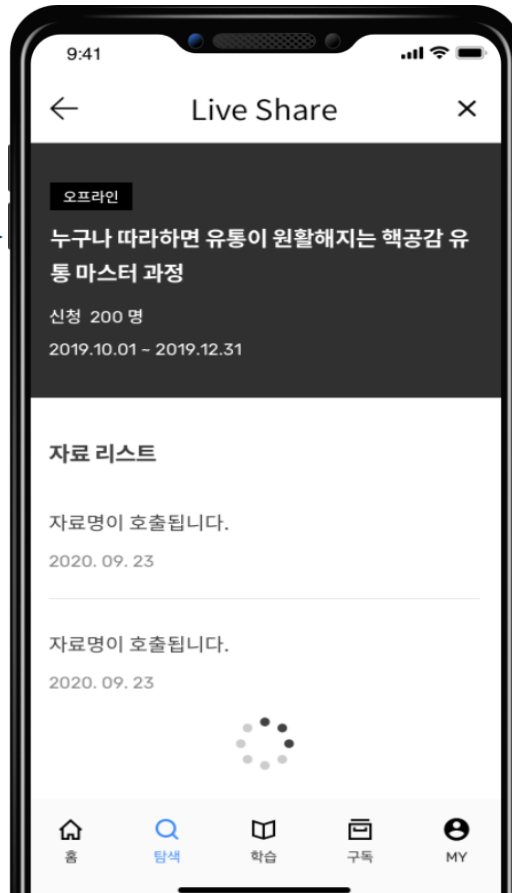 9:41
Live Share
오프라인
누구나 따라하면 유통이 원활해지는 핵공감 유
통 마스터 과정
신청 200 명
2019.10.01 ~ 2019.12.31
자료 리스트
자료명이 호출됩니다.
2020. 09. 23
자료명이 호출됩니다.
2020. 09. 23
홈 탐색 학습 구독 MY